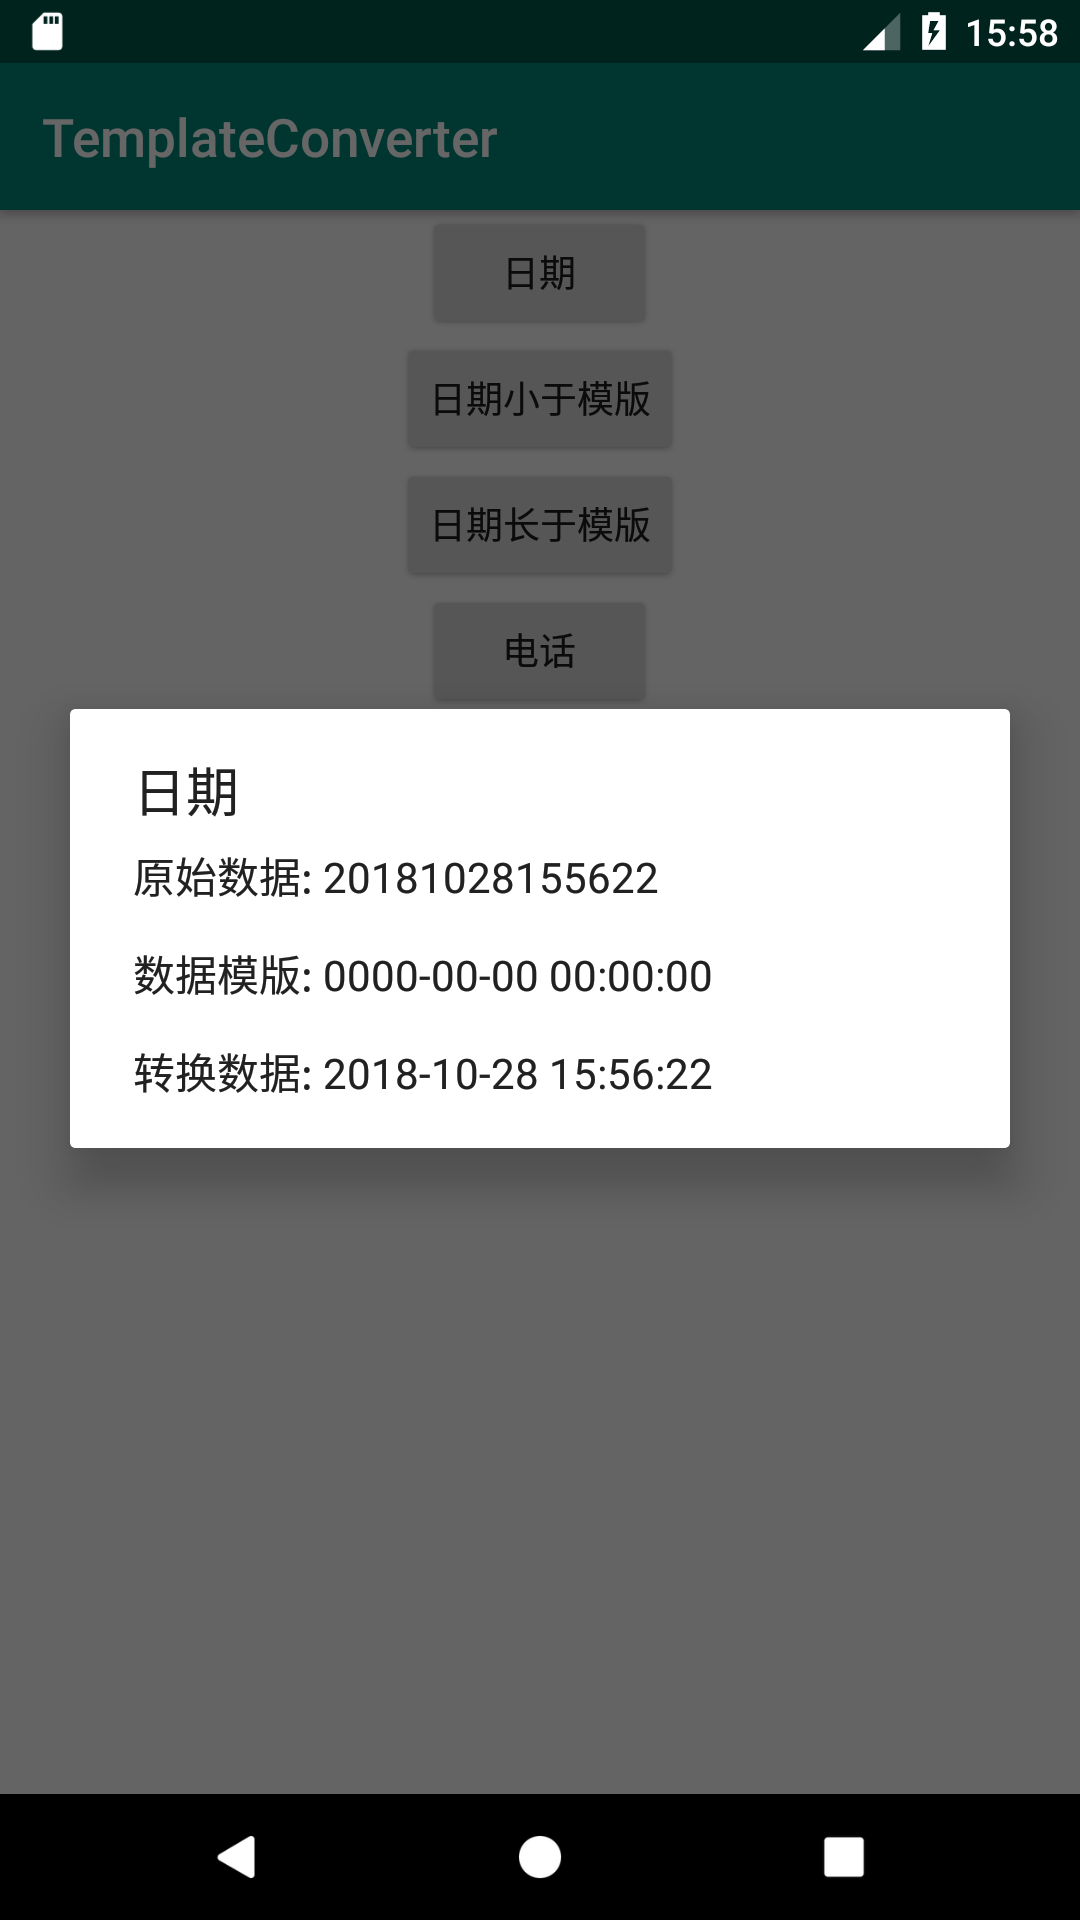 15:58
TemplateConverter
日期
日期小于模版
日期长于模版
电话
日期
原始数据: 20181028155622
数据模版: 0000-00-00 00:00:00
转换数据: 2018-10-28 15:56:22